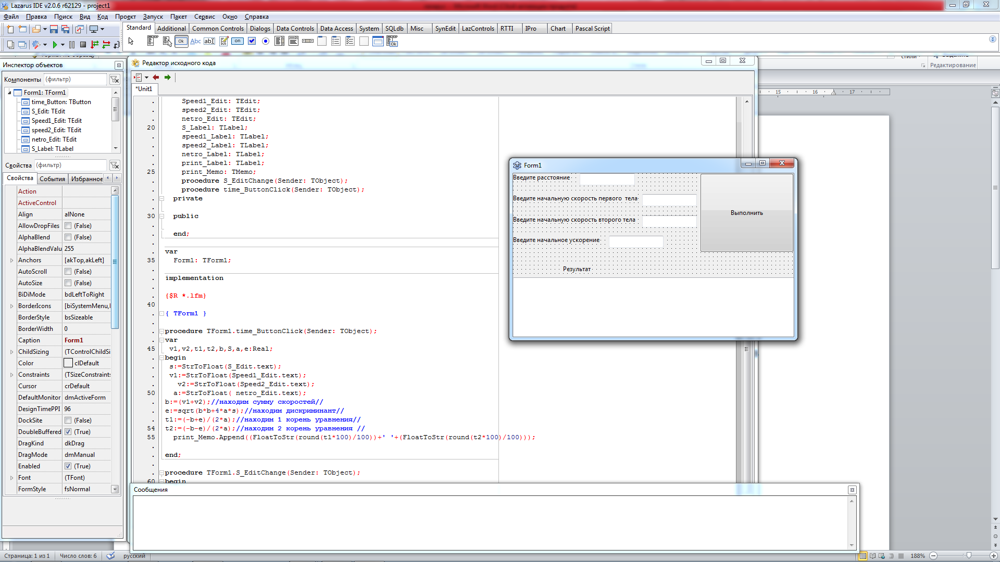 Lazarus IDE v2.0.6 r62129 - project1
Файл Правка Поиск Вид Код Проект Запуск Пакет Сервис Окно Справка
Standard Additional Common Controls Dialogs Data Controls Data Access System SQLdb Misc SynEdit LazControls RTTI IPro Chart Pascal Script
Ok Abc abI on Ok
Инспектор объектов
Компоненты (фильтр)
Form1: TForm1
time_Button: TButton
S_Edit: TEdit
Speed1_Edit: TEdit
speed2_Edit: TEdit
netro_Edit: TEdit
S_Label: TLabel
Свойства (фильтр)
Свойства События Избранное
Action
ActiveControl
Align alNone
AllowDropFiles (False)
AlphaBlend (False)
AlphaBlendValu 255
Anchors [akTop,akLeft]
AutoScroll (False)
AutoSize (False)
BiDiMode bdLeftToRight
BorderIcons [biSystemMenu,
BorderStyle bsSizeable
BorderWidth 0
Caption Form1
ChildSizing (TControlChildSi
Color clDefault
Constraints (TSizeConstraints
Cursor crDefault
DefaultMonitor dmActiveForm
DesignTimePPI 96
DockSite (False)
DoubleBuffered (True)
DragKind dkDrag
DragMode dmManual
Enabled (True)
Font (TFont)
FormStyle fsNormal
Редактор исходного кода
*Unit1
Speed1_Edit: TEdit;
speed2_Edit: TEdit;
netro_Edit: TEdit;
20 S_Label: TLabel;
speed1_Label: TLabel;
speed2_Label: TLabel;
netro_Label: TLabel;
print_Label: TLabel;
25 print_Memo: TMemo;
procedure S_EditChange(Sender: TObject);
procedure time_ButtonClick(Sender: TObject);
private
30 public
end;
var
35 Form1: TForm1;
implementation
{$R *.lfm}
40
{ TForm1 }
procedure TForm1.time_ButtonClick(Sender: TObject);
var
45 v1,v2,t1,t2,b,S,a,e:Real;
begin
s:=StrToFloat(S_Edit.text);
v1:=StrToFloat(Speed1_Edit.text);
v2:=StrToFloat(Speed2_Edit.text);
50 a:=StrToFloat( netro_Edit.text);
b:=(v1+v2);//находим сумму скоростей//
e:=sqrt(b*b+4*a*s);//находим дискриминант//
t1:=(-b+e)/(2*a);//находим 1 корень уравнения//
54 t2:=(-b-e)/(2*a);//находим 2 корень уравнения //
55 print_Memo.Append((FloatToStr(round(t1*100)/100))+' '+(FloatToStr(round(t2*100)/100)));
end;
procedure TForm1.S_EditChange(Sender: TObject);
60 begin
Form1
Введите расстояние
Введите начальную скорость первого тела
Введите начальную скорость второго тела
Введите начальное ускорение
Выполнить
Результат
Сообщения
стили
Редактирование
15 16 17
Страница: 1 из 1 Число слов: 6 русский 188%